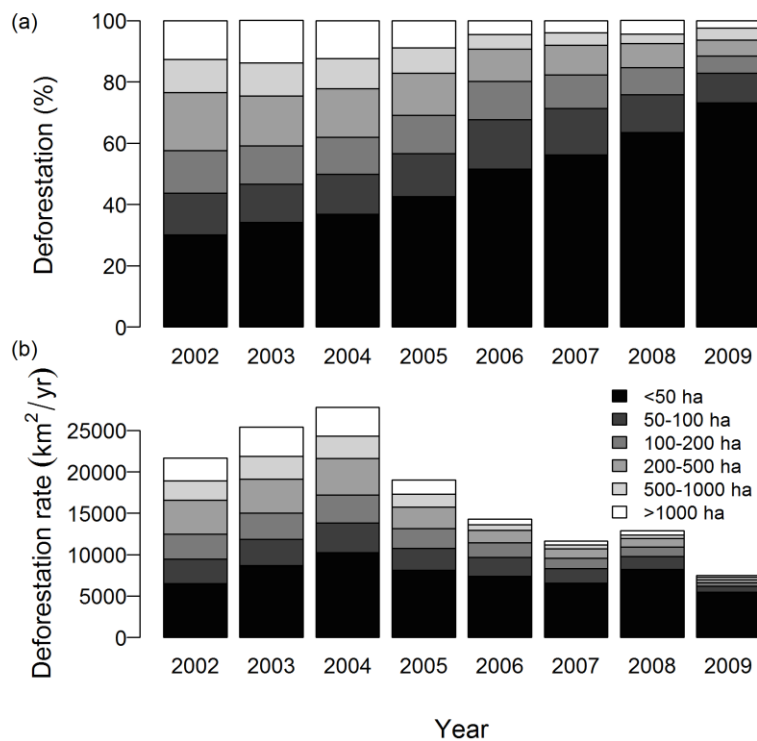 (a)
Deforestation (%)
100
80
60
40
20
0
2002 2003 2004 2005 2006 2007 2008 2009
(b)
Deforestation rate (km²/yr)
25000
20000
15000
10000
5000
0
<50 ha
50-100 ha
100-200 ha
200-500 ha
500-1000 ha
>1000 ha
2002 2003 2004 2005 2006 2007 2008 2009
Year